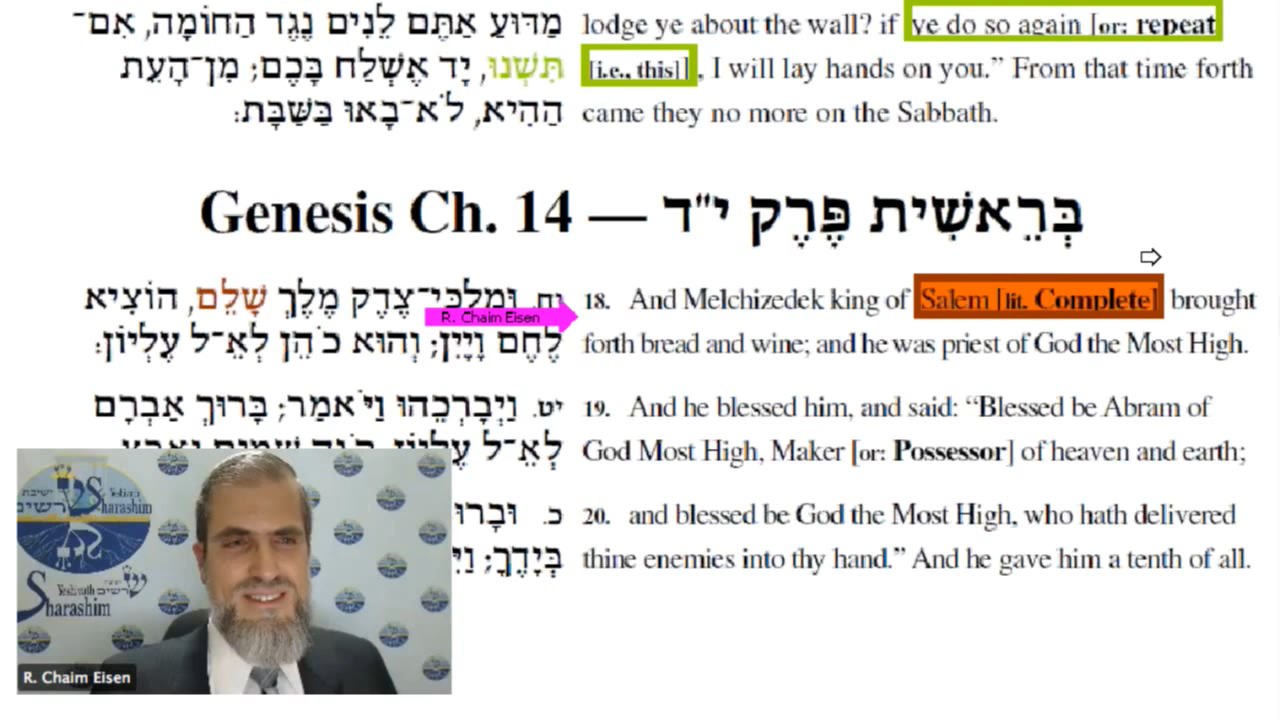 מַדּוּעַ אַתֶּם לֵנִים נֶגֶד הַחוֹמָה, אִם־
תִּשְׁנוּ, יָד אֶשְׁלַח בָּכֶם; מִן־הָעֵת
הַהִיא, לֹא־בָאוּ בַּשַּׁבָּת:
lodge ye about the wall? if ye do so again [or: repeat
[i.e., this]], I will lay hands on you.” From that time forth
came they no more on the Sabbath.
Genesis Ch. 14 — בְּרֵאשִׁית פֶּרֶק י"ד
יח. וּמַלְכִּי־צֶדֶק מֶלֶךְ שָׁלֵם, הוֹצִיא
לֶחֶם וָיָיִן; וְהוּא כֹהֵן לְאֵ־ל עֶלְיוֹן:
R. Chaim Eisen
18. And Melchizedek king of Salem [lit. Complete] brought
forth bread and wine; and he was priest of God the Most High.
יט. וַיְבָרְכֵהוּ וַיֹּאמַר; בָּרוּךְ אַבְרָם
לְאֵ־ל
19. And he blessed him, and said: “Blessed be Abram of
God Most High, Maker [or: Possessor] of heaven and earth;
כ.
בְּיָדֶךָ;
20. and blessed be God the Most High, who hath delivered
thine enemies into thy hand.” And he gave him a tenth of all.
ישיבת
שרשים
Yeshivath
Sharashim
Yeshivath
Sharashim
R. Chaim Eisen